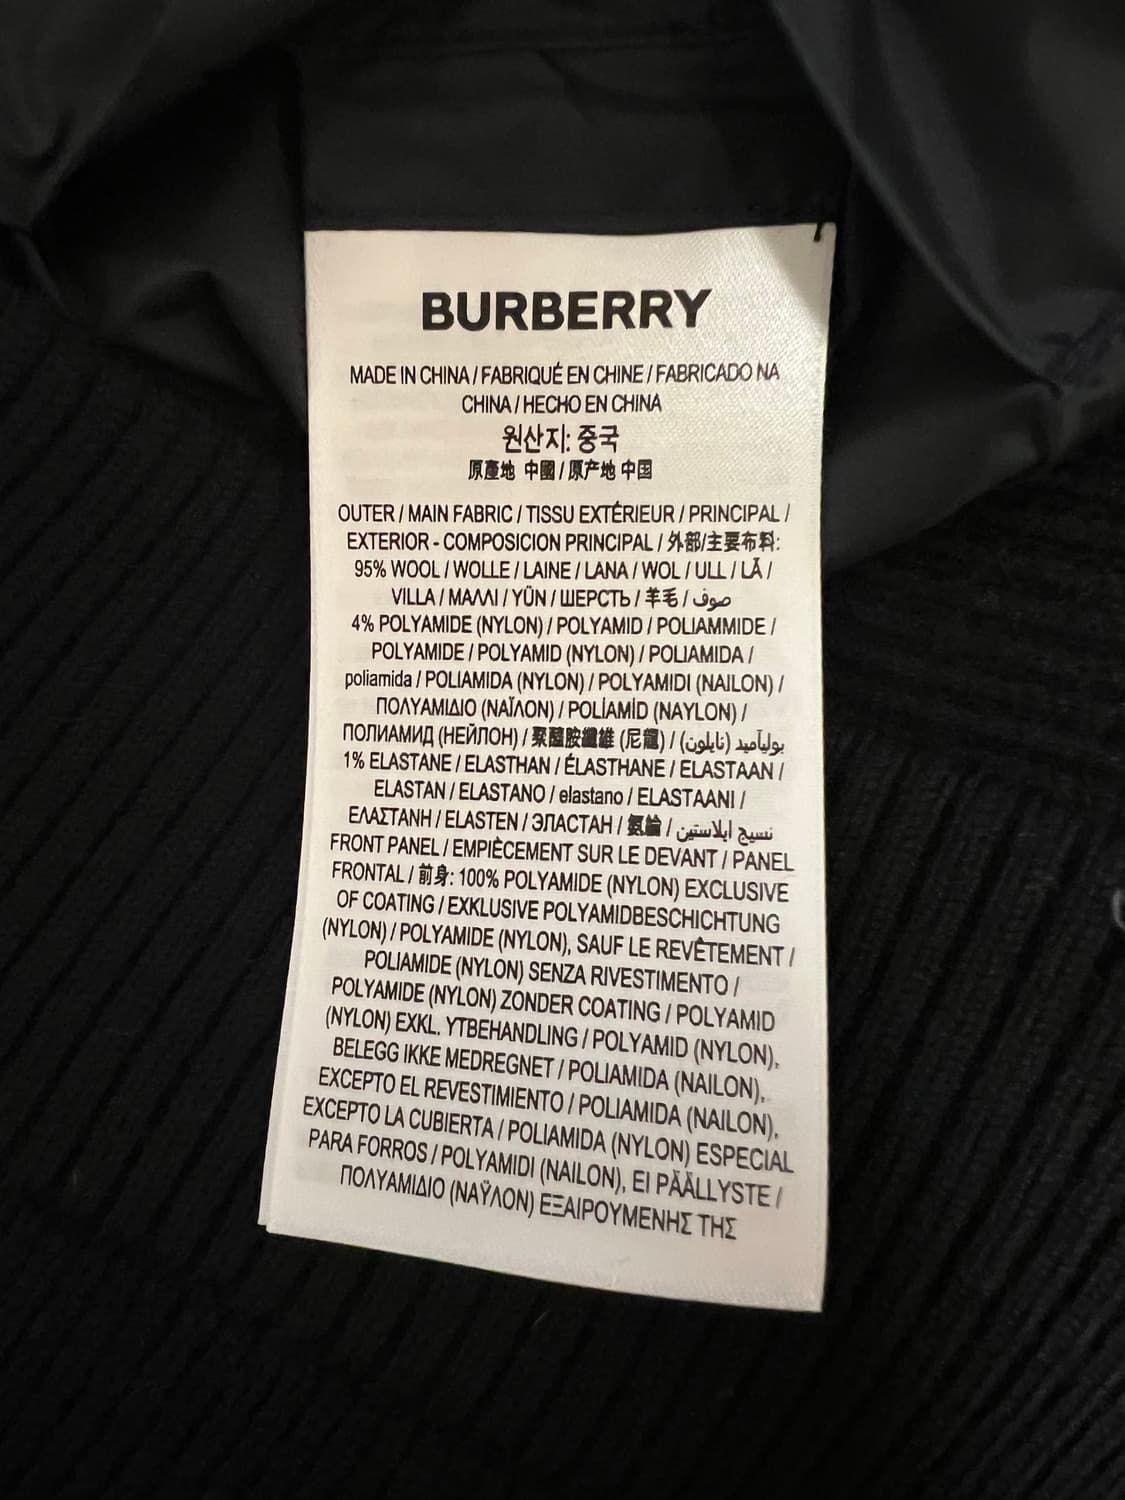 BURBERRY
MADE IN CHINA / FABRIQUÉ EN CHINE / FABRICADO NA
CHINA / HECHO EN CHINA
원산지: 중국
原產地 中國 / 原产地 中国
OUTER / MAIN FABRIC / TISSU EXTÉRIEUR / PRINCIPAL /
EXTERIOR - COMPOSICION PRINCIPAL / 外部/主要布料:
95% WOOL / WOLLE / LAINE / LANA / WOL / ULL / LÃ /
VILLA / ΜΑΛΛΙ / YÜN / ШЕРСТЬ / 羊毛 / صوف
4% POLYAMIDE (NYLON) / POLYAMID / POLIAMMIDE /
POLYAMIDE / POLYAMID (NYLON) / POLIAMIDA /
poliamida / POLIAMIDA (NYLON) / POLYAMIDI (NAILON) /
ΠΟΛΥΑΜΙΔΙΟ (ΝΑΪΛΟΝ) / POLÍAMÍD (NAYLON) /
ПОЛИАМИД (НЕЙЛОН) / 聚醯胺纖維 (尼龍) / بوليآميد (نايلون)
1% ELASTANE / ELASTHAN / ÉLASTHANE / ELASTAAN /
ELASTAN / ELASTANO / elastano / ELASTAANI /
ΕΛΑΣΤΑΝΗ / ELASTEN / ЭЛАСТАН / 氨綸 / نسيج ايلاستين
FRONT PANEL / EMPIÈCEMENT SUR LE DEVANT / PANEL
FRONTAL / 前身: 100% POLYAMIDE (NYLON) EXCLUSIVE
OF COATING / EXKLUSIVE POLYAMIDBESCHICHTUNG
(NYLON) / POLYAMIDE (NYLON), SAUF LE REVÊTEMENT /
POLIAMIDE (NYLON) SENZA RIVESTIMENTO /
POLYAMIDE (NYLON) ZONDER COATING / POLYAMID
(NYLON) EXKL. YTBEHANDLING / POLYAMID (NYLON),
BELEGG IKKE MEDREGNET / POLIAMIDA (NAILON),
EXCEPTO EL REVESTIMIENTO / POLIAMIDA (NAILON),
EXCEPTO LA CUBIERTA / POLIAMIDA (NYLON) ESPECIAL
PARA FORROS / POLYAMIDI (NAILON), EI PÄÄLLYSTE /
ΠΟΛΥΑΜΙΔΙΟ (ΝΑΫΛΟΝ) ΕΞΑΙΡΟΥΜΕΝΗΣ ΤΗΣ